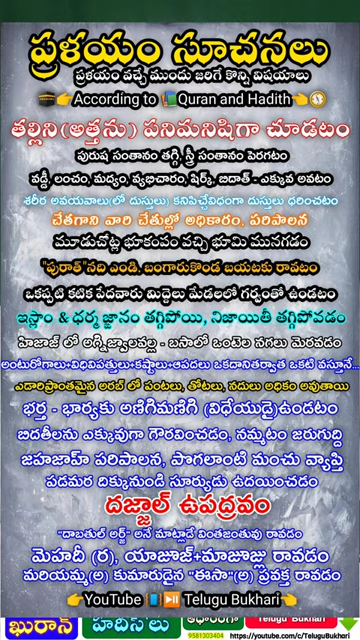 ప్రళయం సూచనలు
ప్రళయం వచ్చే ముందు జరిగే కొన్ని విషయాలు
According to Quran and Hadith
తల్లిని(అత్తను) పనిమనిషిగా చూడటం
పురుష సంతానం తగ్గి, స్త్రీ సంతానం పెరగటం
వడ్డీ, లంచం, మద్యం, వ్యభిచారం, షిర్క్, బిదాత్ - ఎక్కువ అవటం
శరీర అవయవాలు(లో దుస్తులు) కనిపించేవిధంగా దుస్తులు ధరించటం
చేతగాని వారి చేతుల్లో అధికారం, పరిపాలన
మూడుచోట్ల భూకంపం వచ్చి భూమి మునగడం
"పురాత్"నది ఎండి, బంగారుకొండ బయటకు రావటం
ఒకప్పటి కటిక పేదవారు మిద్దెలు మేడలలో గర్వంతో ఉండటం
ఇస్లాం & ధర్మ జ్ఞానం తగ్గిపోయి, నిజాయితీ తగ్గిపోవడం
హిజాజ్ లో అగ్నిజ్వాలవల్ల - బసాలో ఒంటెల నగలు మెరవడం
అంటురోగాలు+విధివిపత్తులు+కష్టాలు+ఆపదలు ఒకదానితర్వాత ఒకటి వస్తూనే...
ఎడారిప్రాంతమైన అరబ్ లో పంటలు, తోటలు, నదులు అధికం అవుతాయి
భర్త - భార్యకు అణిగిమణిగి (విధేయుడై)ఉండటం
బిదతీలను ఎక్కువుగా గౌరవించడం, నమ్మటం జరుగుద్ది
జహజాహ్ పరిపాలన, పొగలాంటి మంచు వ్యాప్తి
పడమర దిక్కునుండి సూర్యుడు ఉదయించడం
దజ్జాల్ ఉపద్రవం
"దాబతుల్ అర్జ్" అనే మాట్లాడే వింతజంతువు రావడం
మెహదీ (ర), యాజూజ్+మాజూజ్లు రావడం
మరియమ్మ(అ) కుమారుడైన "ఈసా"(అ) ప్రవక్త రావడం
YouTube Telugu Bukhari
ఖురాన్ హదీసులు ఆధారంగా Telugu Bukhari
9581303404 https://youtube.com/c/TeluguBukhari